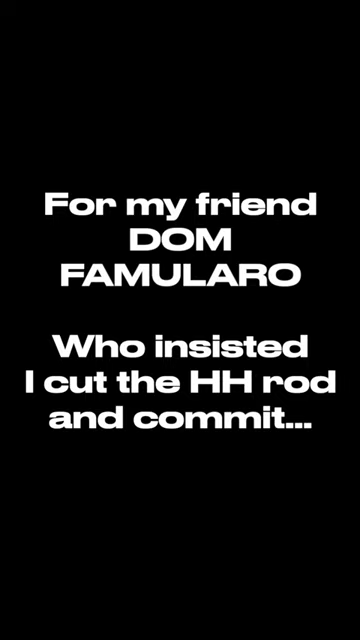 For my friend
DOM
FAMULARO
Who insisted
I cut the HH rod
and commit...